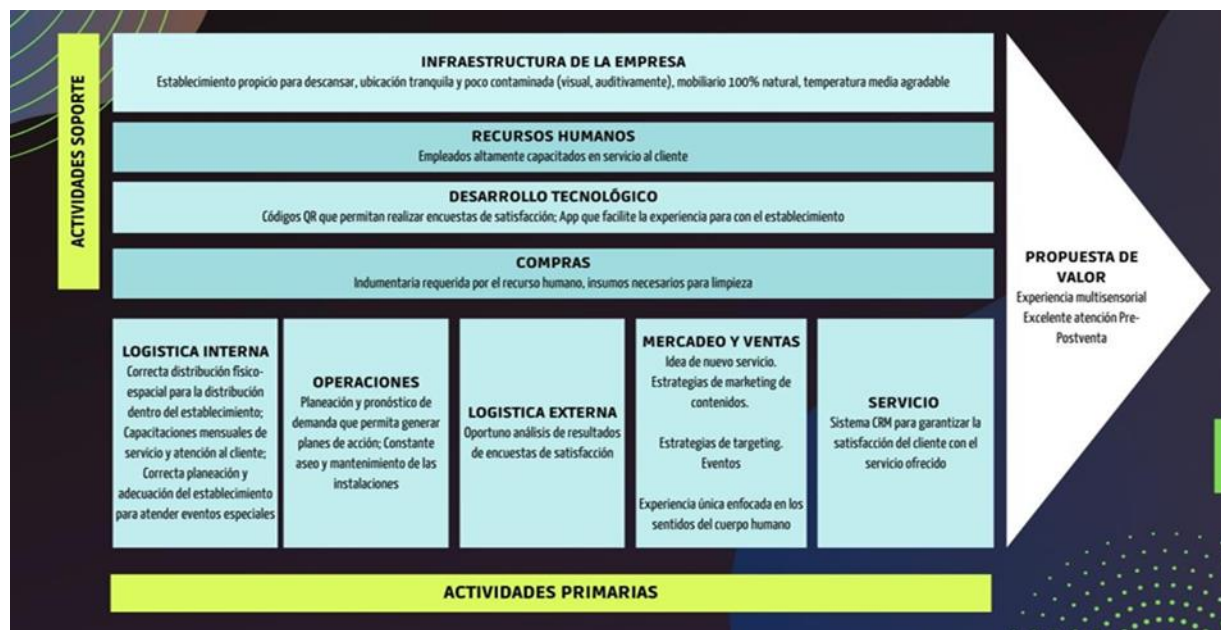 ACTIVIDADES SOPORTE
INFRAESTRUCTURA DE LA EMPRESA
Establecimiento propicio para descansar, ubicación tranquila y poco contaminada (visual, auditivamente), mobiliario 100% natural, temperatura media agradable
RECURSOS HUMANOS
Empleados altamente capacitados en servicio al cliente
DESARROLLO TECNOLÓGICO
Códigos QR que permitan realizar encuestas de satisfacción; App que facilite la experiencia para con el establecimiento
COMPRAS
Indumentaria requerida por el recurso humano, insumos necesarios para limpieza
LOGISTICA INTERNA
Correcta distribución físico-
espacial para la distribución
dentro del establecimiento;
Capacitaciones mensuales de
servicio y atención al cliente;
Correcta planeación y
adecuación del establecimiento
para atender eventos especiales
OPERACIONES
Planeación y pronóstico de
demanda que permita generar
planes de acción; Constante
aseo y mantenimiento de las
instalaciones
LOGISTICA EXTERNA
Oportuno análisis de resultados
de encuestas de satisfacción
MERCADEO Y VENTAS
Idea de nuevo servicio.
Estrategias de marketing de
contenidos.
Estrategias de targeting.
Eventos
Experiencia única enfocada en los
sentidos del cuerpo humano
SERVICIO
Sistema CRM para garantizar la
satisfacción del cliente con el
servicio ofrecido
PROPUESTA DE
VALOR
Experiencia multisensorial
Excelente atención Pre-
Postventa
ACTIVIDADES PRIMARIAS